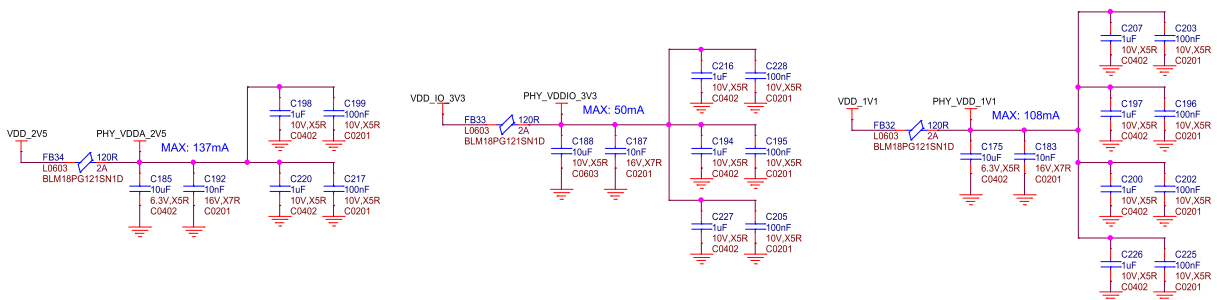 VDD_2V5
FB34
L0603
120R
2A
BLM18PG121SN1D
PHY_VDDA_2V5
MAX: 137mA
C185
10uF
6.3V,X5R
C0402
C192
10nF
16V,X7R
C0201
C198
1uF
10V,X5R
C0402
C199
100nF
10V,X5R
C0201
C220
1uF
10V,X5R
C0402
C217
100nF
10V,X5R
C0201
VDD_IO_3V3
FB33
L0603
120R
2A
BLM18PG121SN1D
PHY_VDDIO_3V3
MAX: 50mA
C188
10uF
10V,X5R
C0603
C187
10nF
16V,X7R
C0201
C216
1uF
10V,X5R
C0402
C228
100nF
10V,X5R
C0201
C194
1uF
10V,X5R
C0402
C195
100nF
10V,X5R
C0201
C227
1uF
10V,X5R
C0402
C205
100nF
10V,X5R
C0201
VDD_1V1
FB32
L0603
120R
2A
BLM18PG121SN1D
PHY_VDD_1V1
MAX: 108mA
C175
10uF
6.3V,X5R
C0402
C183
10nF
16V,X7R
C0201
C207
1uF
10V,X5R
C0402
C203
100nF
10V,X5R
C0201
C197
1uF
10V,X5R
C0402
C196
100nF
10V,X5R
C0201
C200
1uF
10V,X5R
C0402
C202
100nF
10V,X5R
C0201
C226
1uF
10V,X5R
C0402
C225
100nF
10V,X5R
C0201